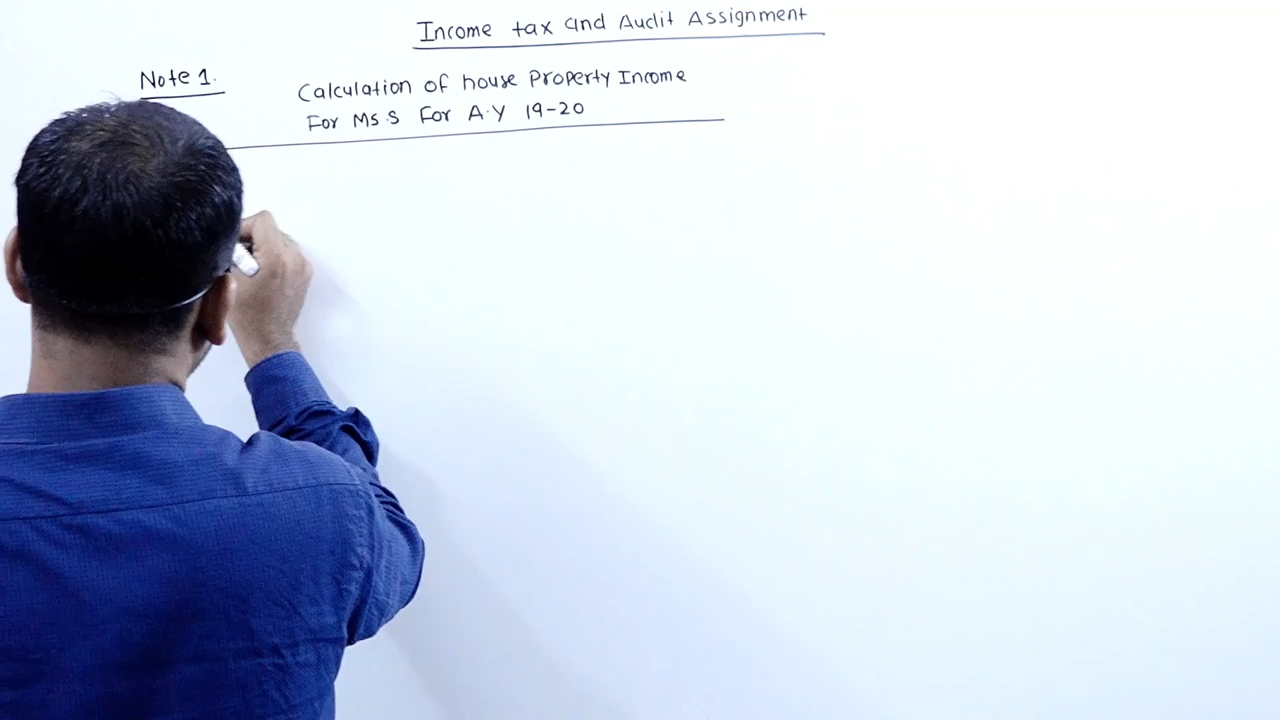 Income tax and Audit Assignment
Note 1.
Calculation of house Property Income
For Ms.S For A.Y 19-20